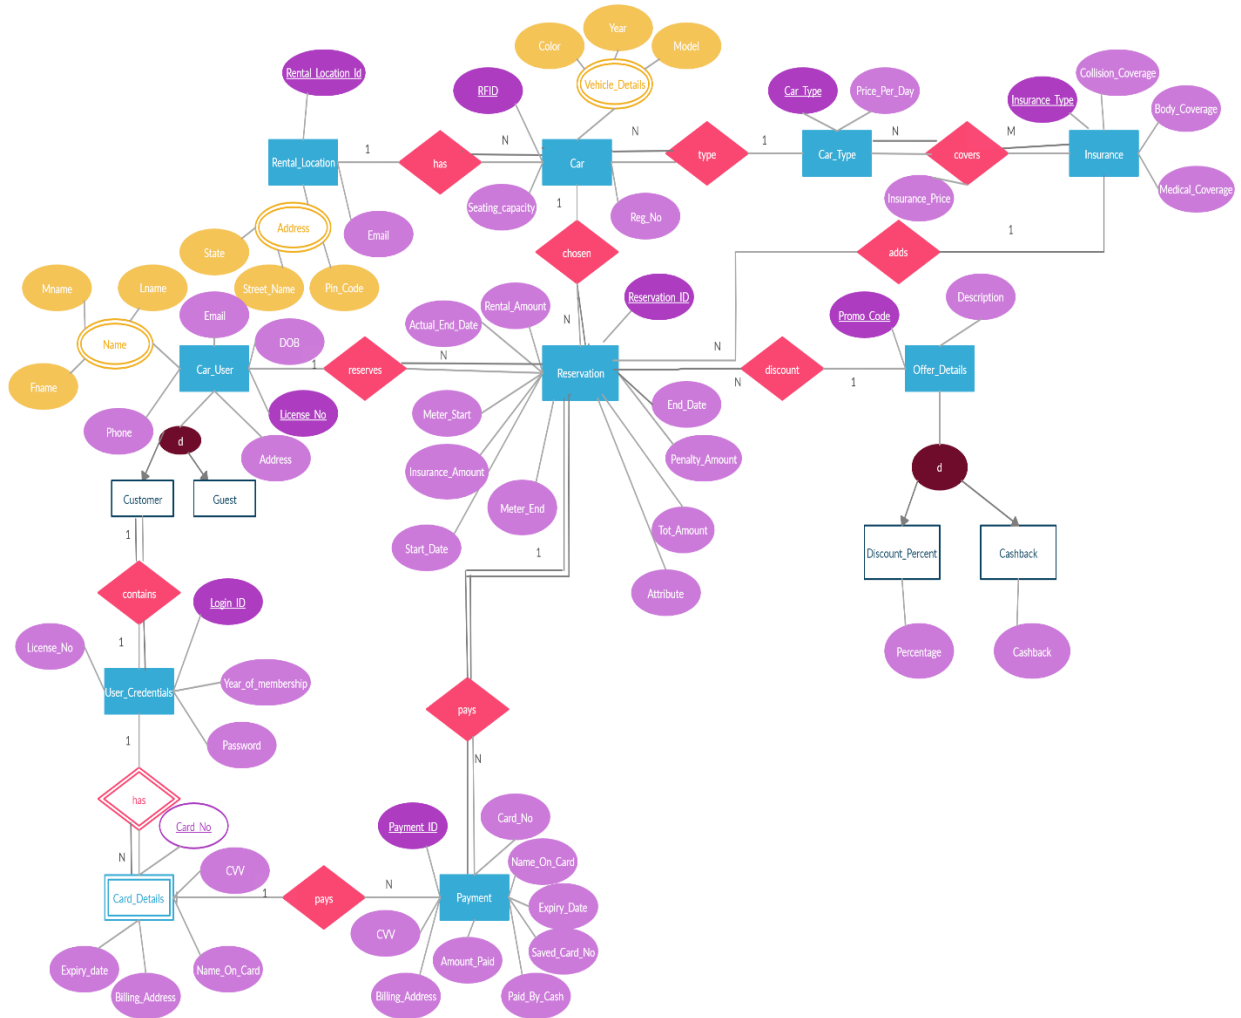 Year
Color
Model
Vehicle_Details
Rental_Location_Id
RFID
Car_Type
Price_Per_Day
Collision_Coverage
Insurance_Type
Body_Coverage
N
N
N
M
1
has
type
1
covers
Rental_Location
Car
Car_Type
Insurance
Medical_Coverage
Insurance_Price
Seating_capacity
1
Reg_No
Address
Email
State
chosen
adds
1
Mname
Lname
Street_Name
Pin_Code
Reservation_ID
Description
Email
Rental_Amount
Promo_Code
Actual_End_Date
N
Name
DOB
N
N
1
reserves
Car_User
Reservation
discount
N
1
Offer_Details
Fname
License_No
Meter_Start
End_Date
Phone
d
Address
Insurance_Amount
Penalty_Amount
d
Customer
Guest
Meter_End
Tot_Amount
1
Start_Date
1
Discount_Percent
Cashback
contains
Login_ID
Attribute
License_No
1
Percentage
Cashback
User_Credentials
Year_of_membership
pays
1
Password
N
has
Card_No
Payment_ID
Card_No
N
CVV
Name_On_Card
Card_Details
1
pays
N
Payment
Expiry_Date
CVV
Saved_Card_No
Expiry_date
Name_On_Card
Amount_Paid
Billing_Address
Billing_Address
Paid_By_Cash